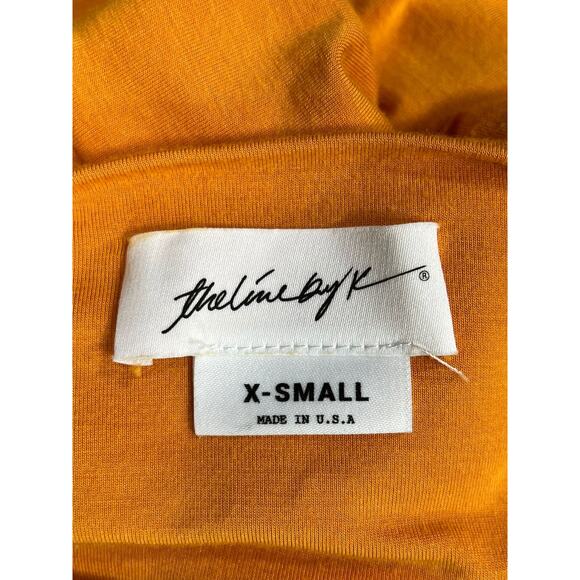 thelinebyk®
X-SMALL
MADE IN U.S.A